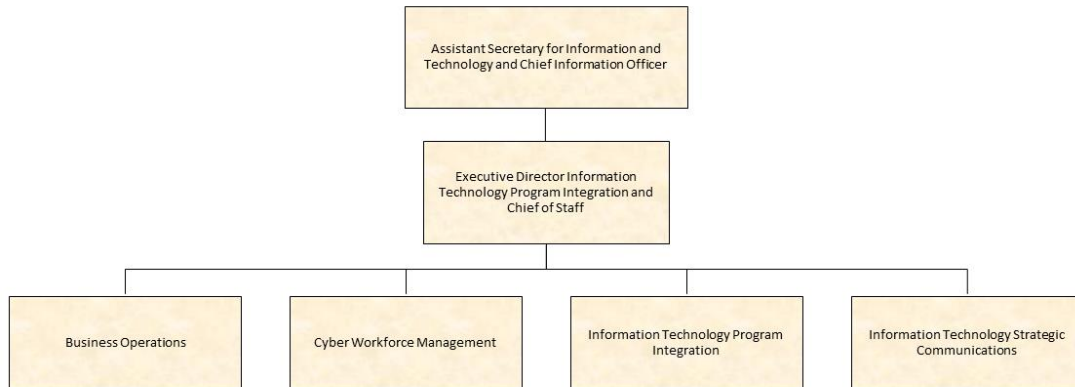 Assistant Secretary for Information and
Technology and Chief Information Officer
Executive Director Information
Technology Program Integration and
Chief of Staff
Business Operations
Cyber Workforce Management
Information Technology Program
Integration
Information Technology Strategic
Communications